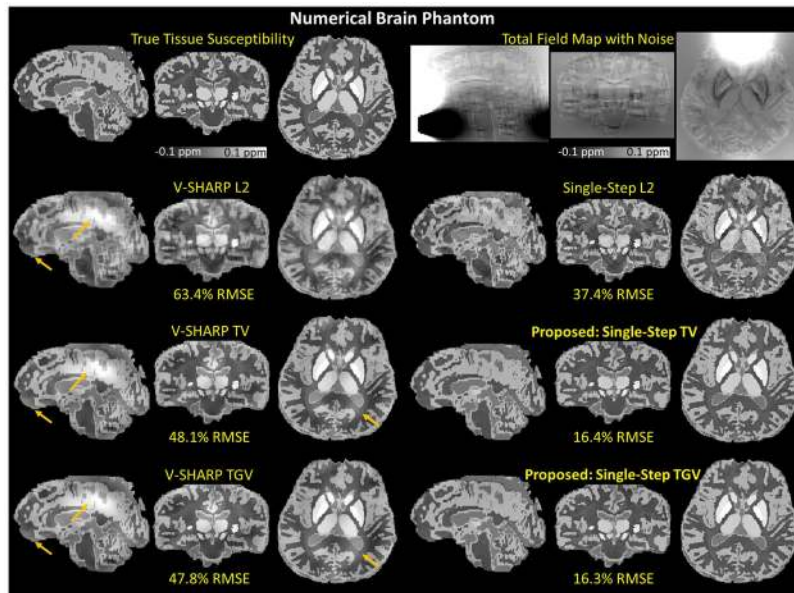 Numerical Brain Phantom
True Tissue Susceptibility
Total Field Map with Noise
-0.1 ppm 0.1 ppm
-0.1 ppm 0.1 ppm
V-SHARP L2
Single-Step L2
63.4% RMSE
37.4% RMSE
V-SHARP TV
Proposed: Single-Step TV
48.1% RMSE
16.4% RMSE
V-SHARP TGV
Proposed: Single-Step TGV
47.8% RMSE
16.3% RMSE